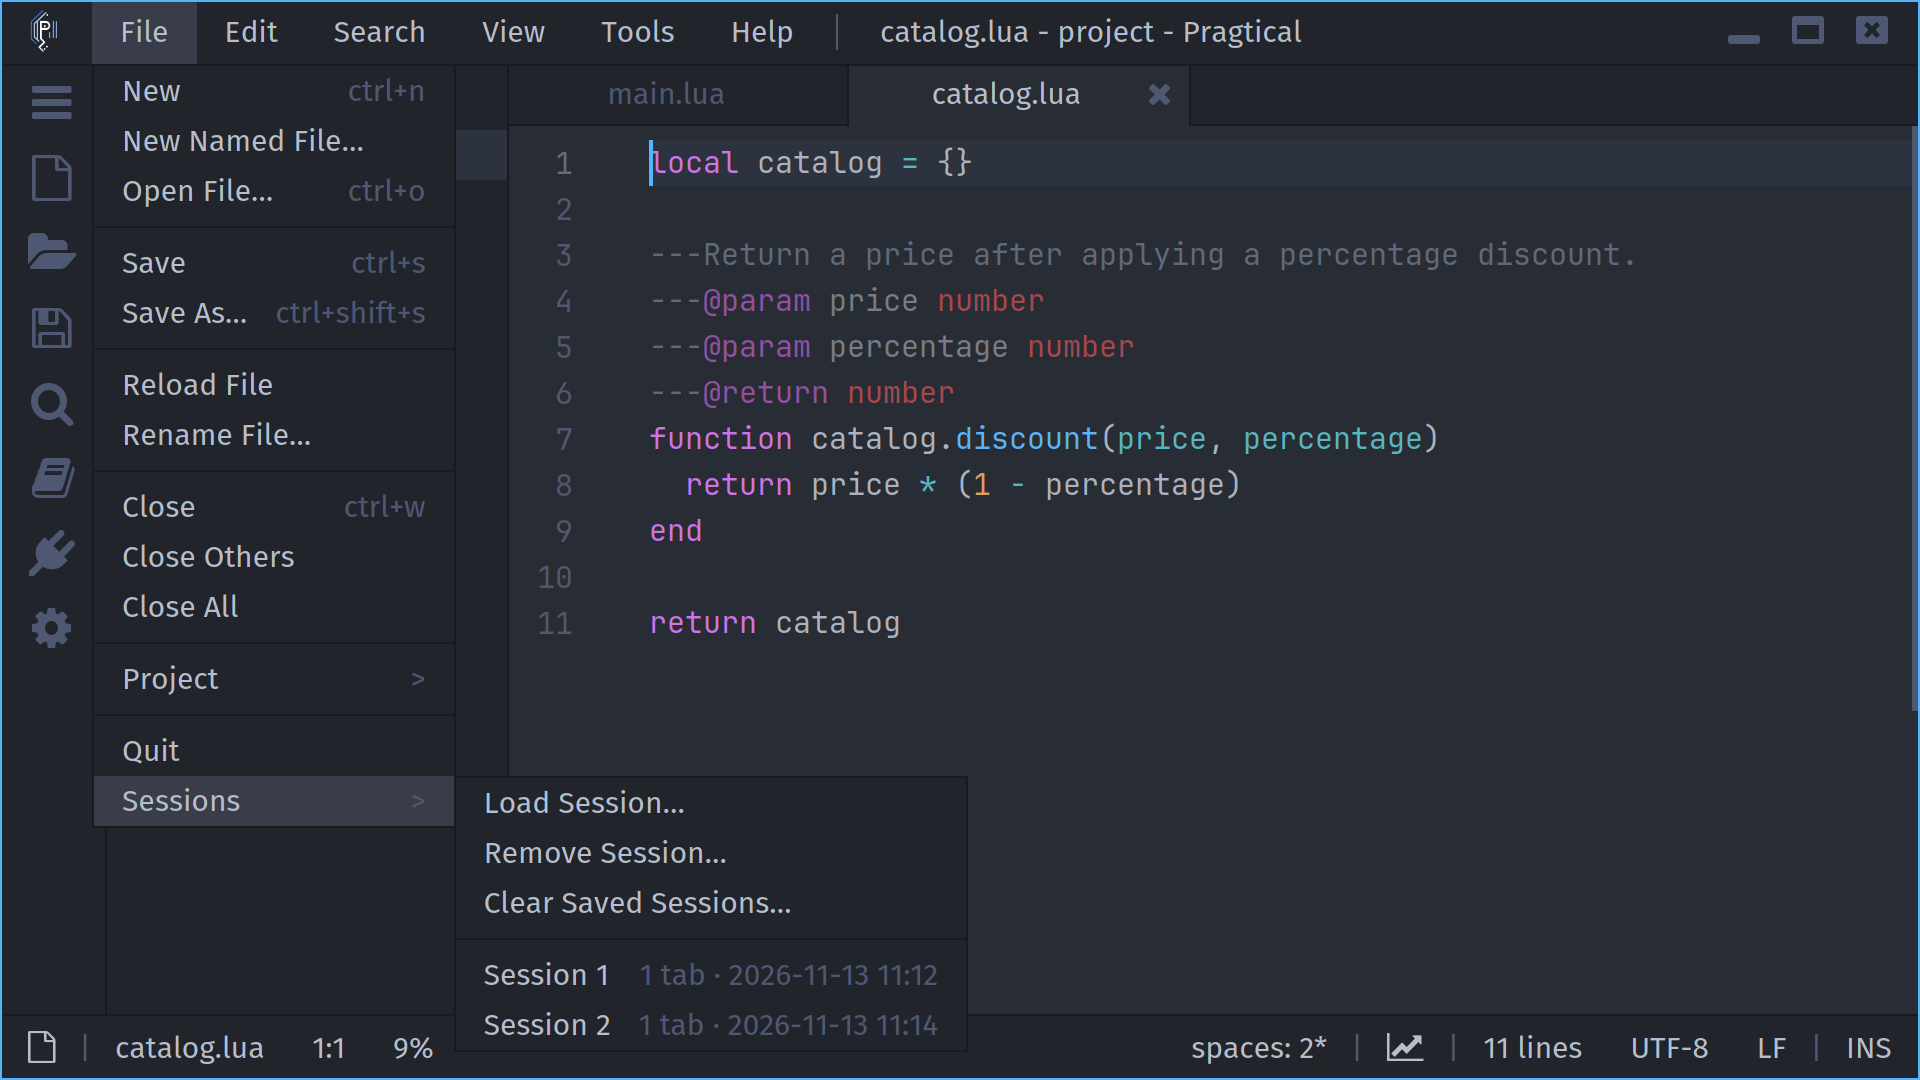 File Edit Search View Tools Help catalog.lua - project - Pragtical
New ctrl+n
New Named File...
Open File... ctrl+o
Save ctrl+s
Save As... ctrl+shift+s
Reload File
Rename File...
Close ctrl+w
Close Others
Close All
Project >
Quit
Sessions >
Load Session...
Remove Session...
Clear Saved Sessions...
Session 1 1 tab · 2026-11-13 11:12
Session 2 1 tab · 2026-11-13 11:14
main.lua catalog.lua
1 local catalog = {}
2
3 ---Return a price after applying a percentage discount.
4 ---@param price number
5 ---@param percentage number
6 ---@return number
7 function catalog.discount(price, percentage)
8 return price * (1 - percentage)
9 end
10
11 return catalog
catalog.lua 1:1 9% spaces: 2* 11 lines UTF-8 LF INS